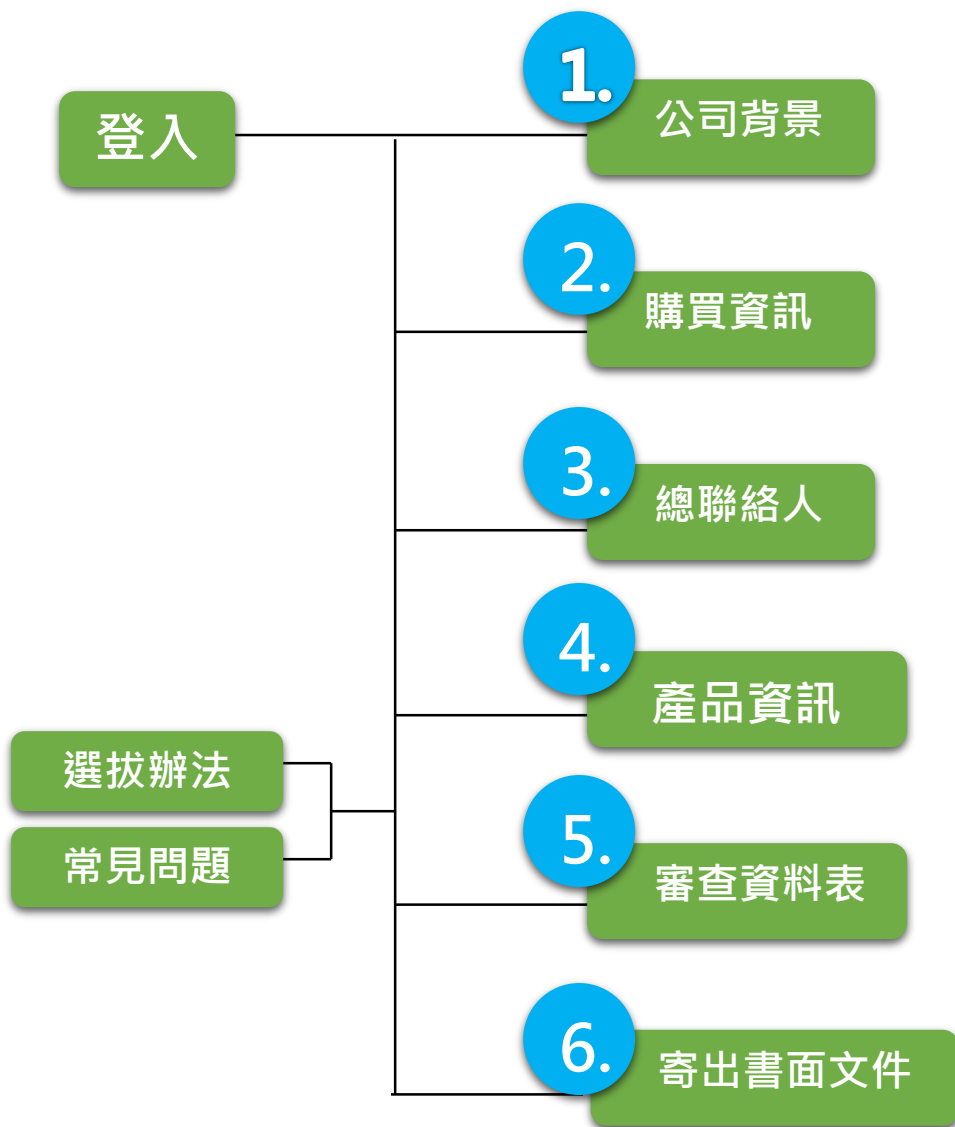 登入
1.
公司背景
2.
購買資訊
3.
總聯絡人
4.
產品資訊
選拔辦法
常見問題
5.
審查資料表
6.
寄出書面文件